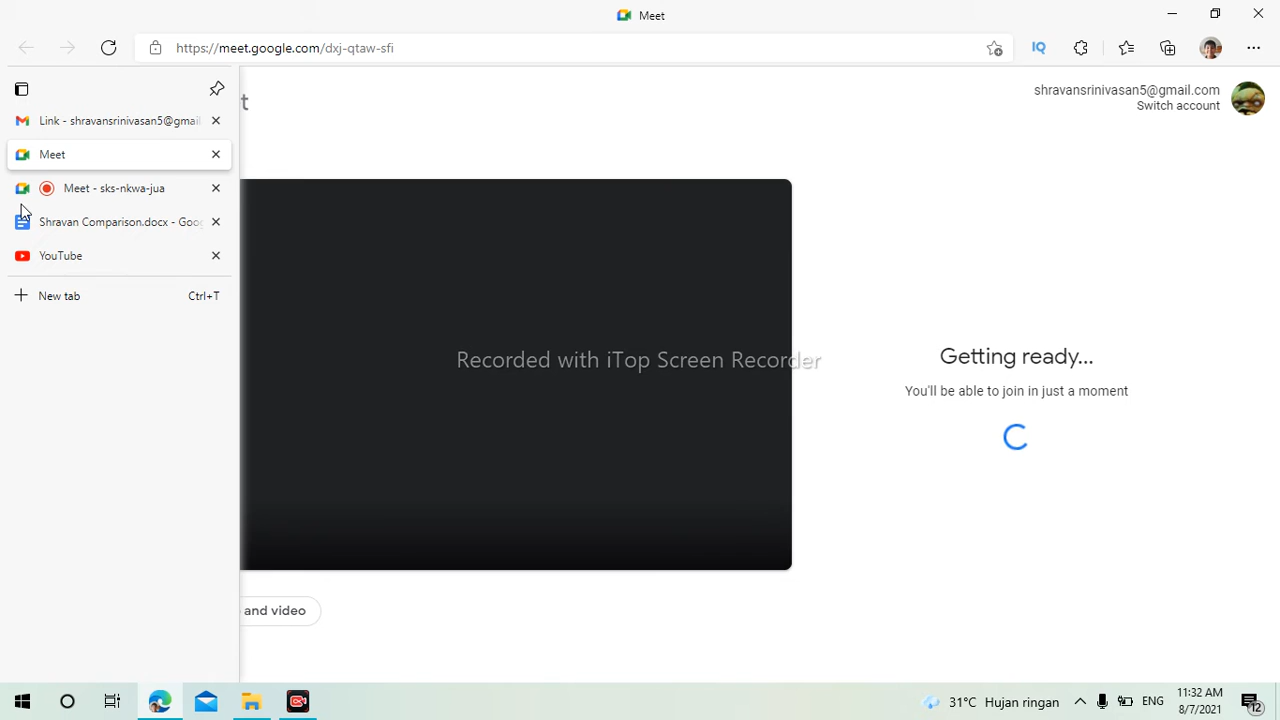 Meet
https://meet.google.com/dxj-qtaw-sfi
IQ
t
shravansrinivasan5@gmail.com
Switch account
Link - shravansrinivasan5@gmai
Meet
Meet - sks-nkwa-jua
Shravan Comparison.docx - Goo
YouTube
New tab Ctrl+T
Recorded with iTop Screen Recorder
Getting ready...
You'll be able to join in just a moment
and video
31°C Hujan ringan
ENG
11:32 AM
8/7/2021
12